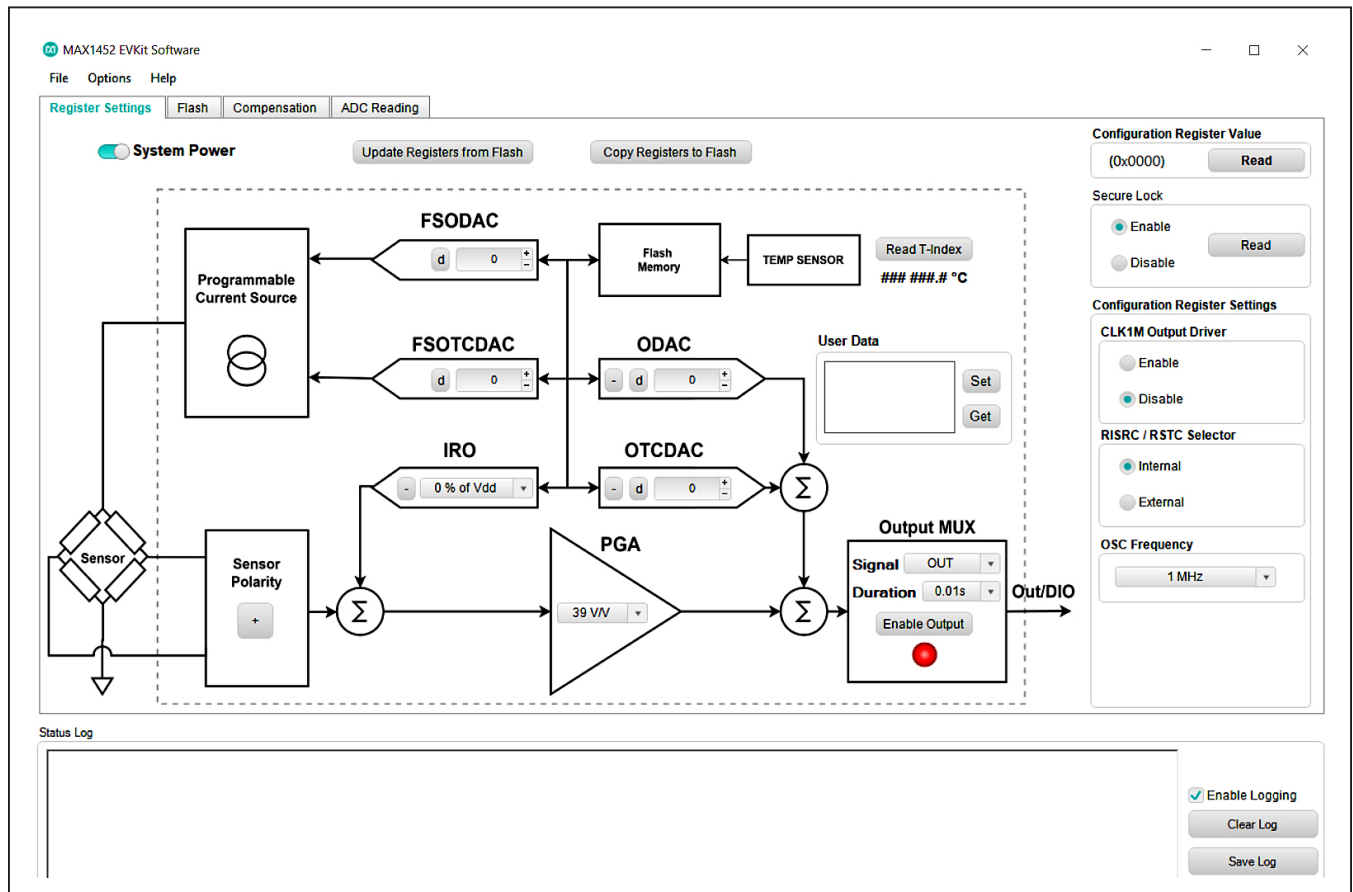 MAX1452 EVKit Software
File Options Help
Register Settings Flash Compensation ADC Reading
System Power
Update Registers from Flash
Copy Registers to Flash
FSODAC
d 0 + -
Flash
Memory
TEMP SENSOR
Read T-Index
### ###.# °C
Programmable
Current Source
FSOTCDAC
d 0 + -
ODAC
- d 0 + -
User Data
Set
Get
IRO
- 0 % of Vdd
OTCDAC
- d 0 + -
Σ
Sensor
Sensor
Polarity
+
Σ
PGA
39 V/V
Σ
Output MUX
Signal OUT
Duration 0.01s
Enable Output
Out/DIO
Configuration Register Value
(0x0000) Read
Secure Lock
Enable
Read
Disable
Configuration Register Settings
CLK1M Output Driver
Enable
Disable
RISRC / RSTC Selector
Internal
External
OSC Frequency
1 MHz
Status Log
Enable Logging
Clear Log
Save Log